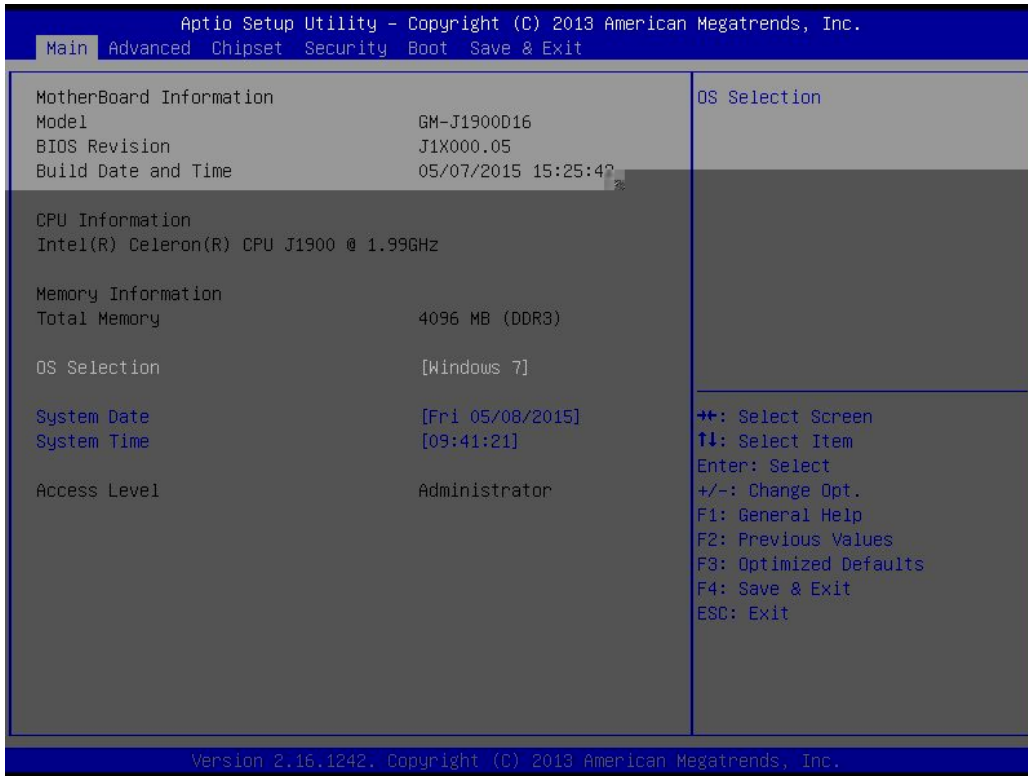 Aptio Setup Utility – Copyright (C) 2013 American Megatrends, Inc.
Main Advanced Chipset Security Boot Save & Exit
MotherBoard Information
Model GM-J1900D16
BIOS Revision J1X000.05
Build Date and Time 05/07/2015
CPU Information
Intel(R) Celeron(R) CPU J1900 @ 1.99GHz
Memory Information
Total Memory 4096 MB (DDR3)
OS Selection [Windows 7]
System Date [Fri 05/08/2015]
System Time [09:41:21]
Access Level Administrator
OS Selection
→←: Select Screen
↑↓: Select Item
Enter: Select
+/-: Change Opt.
F1: General Help
F2: Previous Values
F3: Optimized Defaults
F4: Save & Exit
ESC: Exit
Version 2.16.1242. Copyright (C) 2013 American Megatrends, Inc.